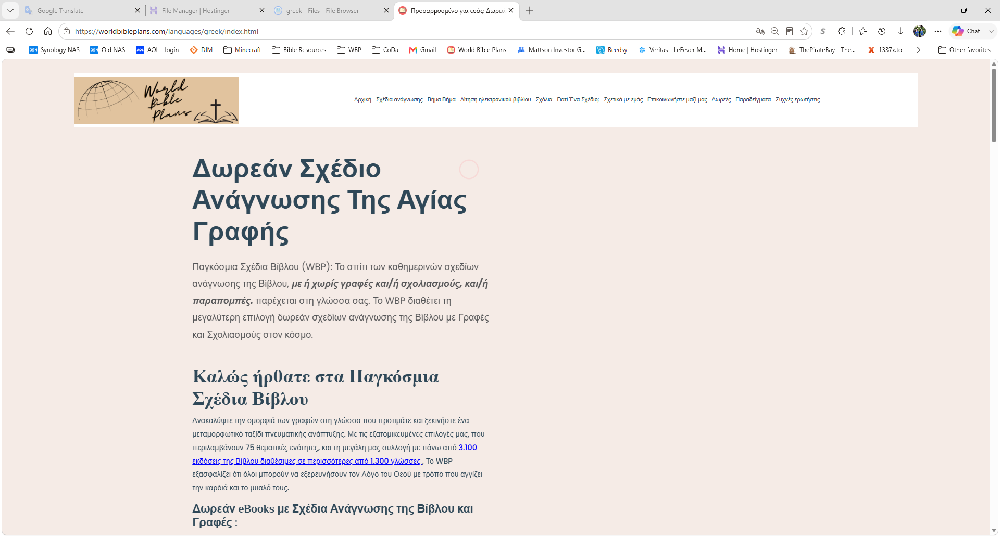 Google Translate
File Manager | Hostinger
greek - Files - File Browser
Προσαρμοσμένο για εσάς: Δωρεά
https://worldbibleplans.com/languages/greek/index.html
Chat
Synology NAS
Old NAS
AOL - login
DIM
Minecraft
Bible Resources
WBP
CoDa
Gmail
World Bible Plans
Mattson Investor G...
Reedsy
Veritas - LeFever M...
Home | Hostinger
ThePirateBay - The...
1337x.to
Other favorites
World
Bible
Plans
Αρχική Σχέδια ανάγνωσης Βήμα Βήμα Αίτηση ηλεκτρονικού βιβλίου Σχόλια Γιατί Ένα Σχέδιο; Σχετικά με εμάς Επικοινωνήστε μαζί μας Δωρεές Παραδείγματα Συχνές ερωτήσεις
Δωρεάν Σχέδιο
Ανάγνωσης Της Αγίας
Γραφής
Παγκόσμια Σχέδια Βίβλου (WBP): Το σπίτι των καθημερινών σχεδίων
ανάγνωσης της Βίβλου, με ή χωρίς γραφές και/ή σχολιασμούς, και/ή
παραπομπές. παρέχεται στη γλώσσα σας. Το WBP διαθέτει τη
μεγαλύτερη επιλογή δωρεάν σχεδίων ανάγνωσης της Βίβλου με Γραφές
και Σχολιασμούς στον κόσμο.
Καλώς ήρθατε στα Παγκόσμια
Σχέδια Βίβλου
Ανακαλύψτε την ομορφιά των γραφών στη γλώσσα που προτιμάτε και ξεκινήστε ένα
μεταμορφωτικό ταξίδι πνευματικής ανάπτυξης. Με τις εξατομικευμένες επιλογές μας, που
περιλαμβάνουν 75 θεματικές ενότητες, και τη μεγάλη μας συλλογή με πάνω από 3.100
εκδόσεις της Βίβλου διαθέσιμες σε περισσότερες από 1.300 γλώσσες , Το WBP
εξασφαλίζει ότι όλοι μπορούν να εξερευνήσουν τον Λόγο του Θεού με τρόπο που αγγίζει
την καρδιά και το μυαλό τους.
Δωρεάν eBooks με Σχέδια Ανάγνωσης της Βίβλου και
Γραφές :